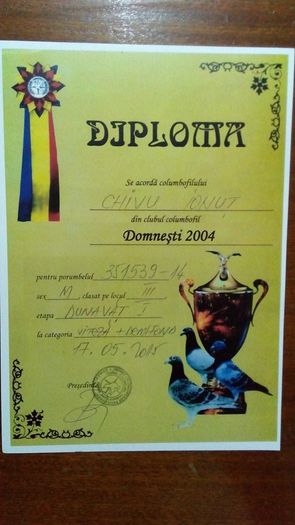 DIPLOMA
Se acordă columbofilului
CHIVU IONUȚ
din clubul columbofil
Domnești 2004
pentru porumbelul 351539-14
sex M, clasat pe locul III
etapa DUNAVĂȚ I
la categoria VITEZĂ + DEMIFOND
17.05.2015
Președinte